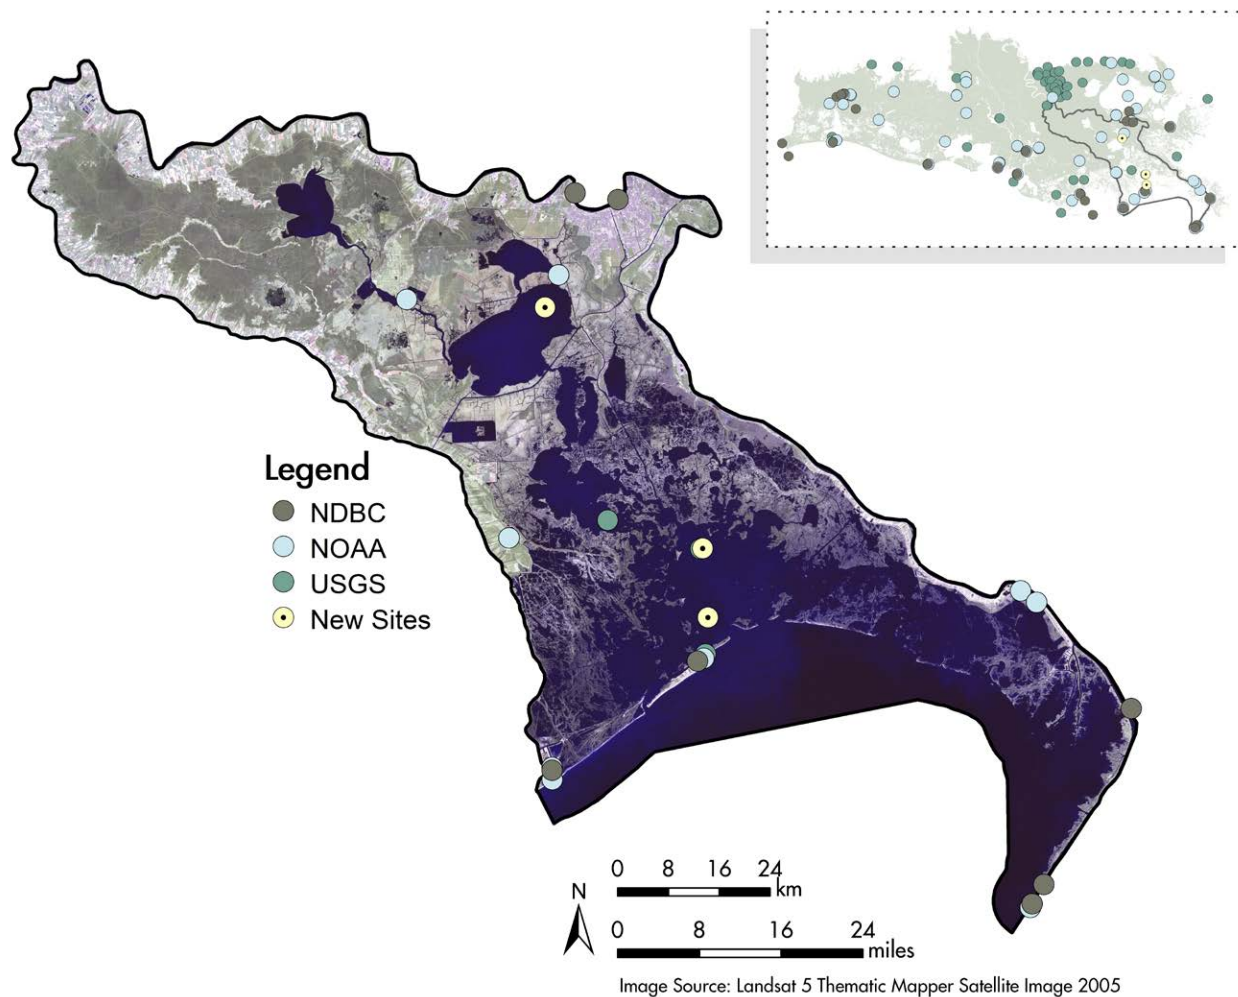 Legend
NDBC
NOAA
USGS
New Sites
N
0 8 16 24
km
0 8 16 24
miles
Image Source: Landsat 5 Thematic Mapper Satellite Image 2005